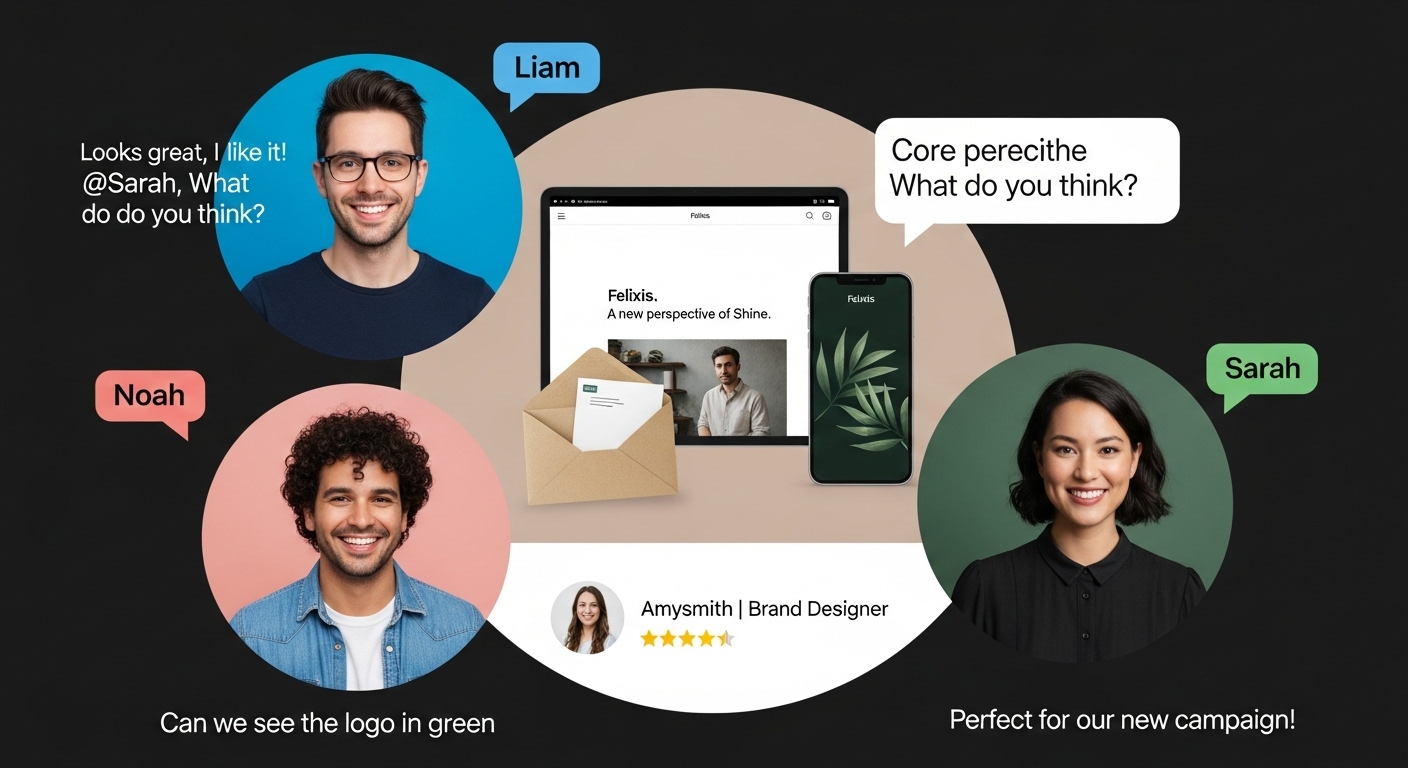 Liam
Looks great, I like it!
@Sarah, What
do do you think?
Core perecithe
What do you think?
Felixis.
A new perspective of Shine.
Noah
Sarah
Amysmith | Brand Designer
Can we see the logo in green
Perfect for our new campaign!